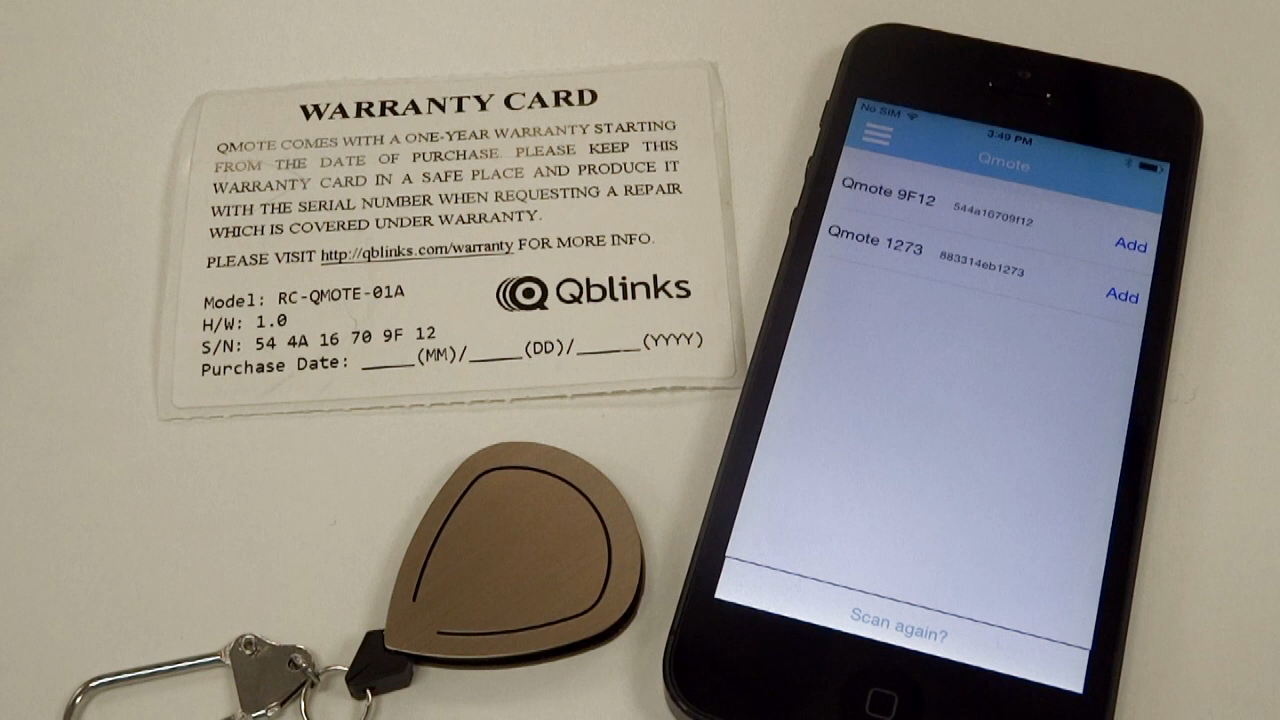 WARRANTY CARD
QMOTE COMES WITH A ONE-YEAR WARRANTY STARTING
FROM THE DATE OF PURCHASE. PLEASE KEEP THIS
WARRANTY CARD IN A SAFE PLACE AND PRODUCE IT
WITH THE SERIAL NUMBER WHEN REQUESTING A REPAIR
WHICH IS COVERED UNDER WARRANTY.
PLEASE VISIT http://qblinks.com/warranty FOR MORE INFO.
Model: RC-QMOTE-01A
H/W: 1.0
S/N: 54 4A 16 70 9F 12
Purchase Date: _____(MM)/_____(DD)/______(YYYY)
Qblinks
No SIM 3:49 PM
Qmote
Qmote 9F12 544a16709f12 Add
Qmote 1273 883314eb1273 Add
Scan again?